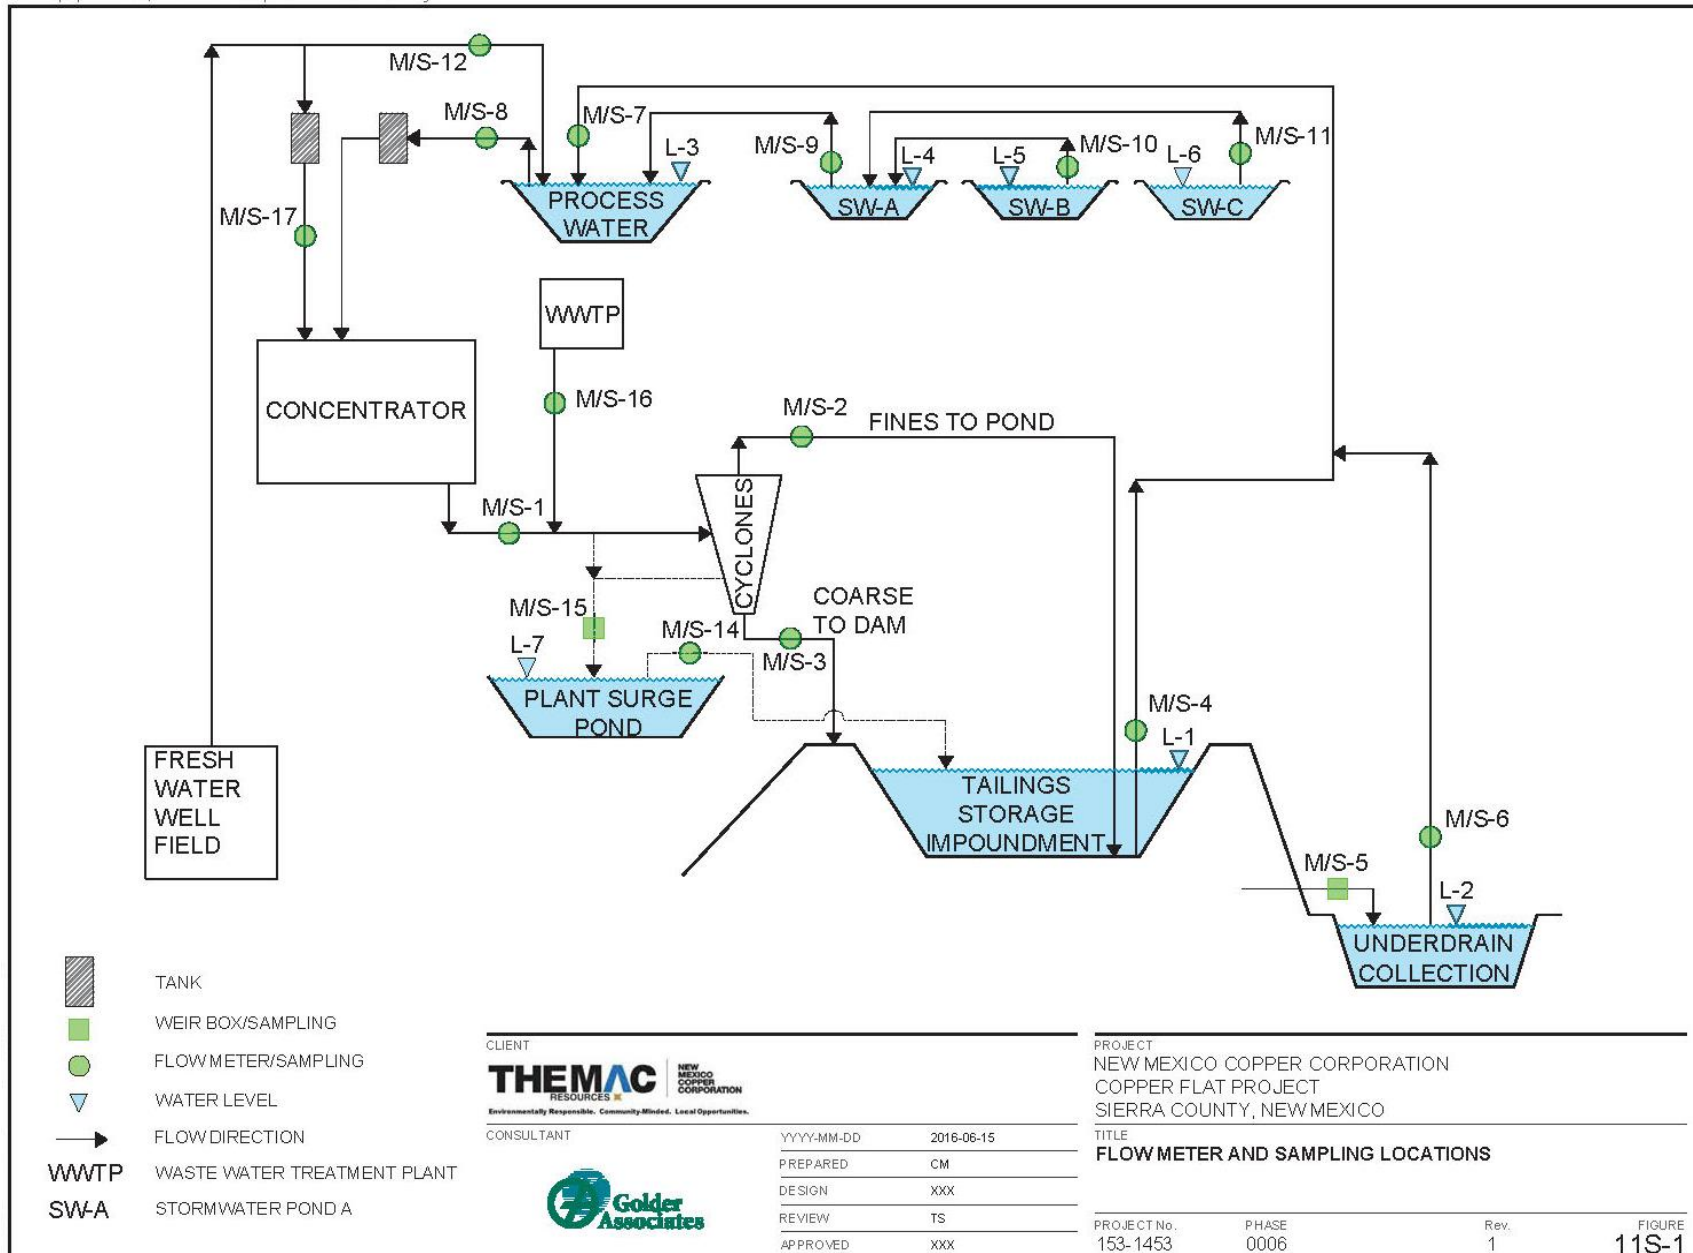 M/S-12
M/S-8
M/S-7
M/S-9
M/S-10
M/S-11
L-3
L-4
L-5
L-6
M/S-17
PROCESS
WATER
SW-A
SW-B
SW-C
WWTP
CONCENTRATOR
M/S-16
M/S-2
FINES TO POND
M/S-1
CYCLONES
COARSE
TO DAM
M/S-15
M/S-14
M/S-3
L-7
PLANT SURGE
POND
M/S-4
L-1
FRESH
WATER
WELL
FIELD
TAILINGS
STORAGE
IMPOUNDMENT
M/S-6
M/S-5
L-2
UNDERDRAIN
COLLECTION
TANK
WEIR BOX/SAMPLING
FLOW METER/SAMPLING
WATER LEVEL
FLOW DIRECTION
WWTP WASTE WATER TREATMENT PLANT
SW-A STORMWATER POND A
CLIENT
THEMAC
RESOURCES
NEW
MEXICO
COPPER
CORPORATION
Environmentally Responsible. Community-Minded. Local Opportunities.
CONSULTANT
Golder
Associates
YYYY-MM-DD 2016-06-15
PREPARED CM
DESIGN XXX
REVIEW TS
APPROVED XXX
PROJECT
NEW MEXICO COPPER CORPORATION
COPPER FLAT PROJECT
SIERRA COUNTY, NEW MEXICO
TITLE
FLOW METER AND SAMPLING LOCATIONS
PROJECT No. PHASE Rev. FIGURE
153-1453 0006 1 11S-1